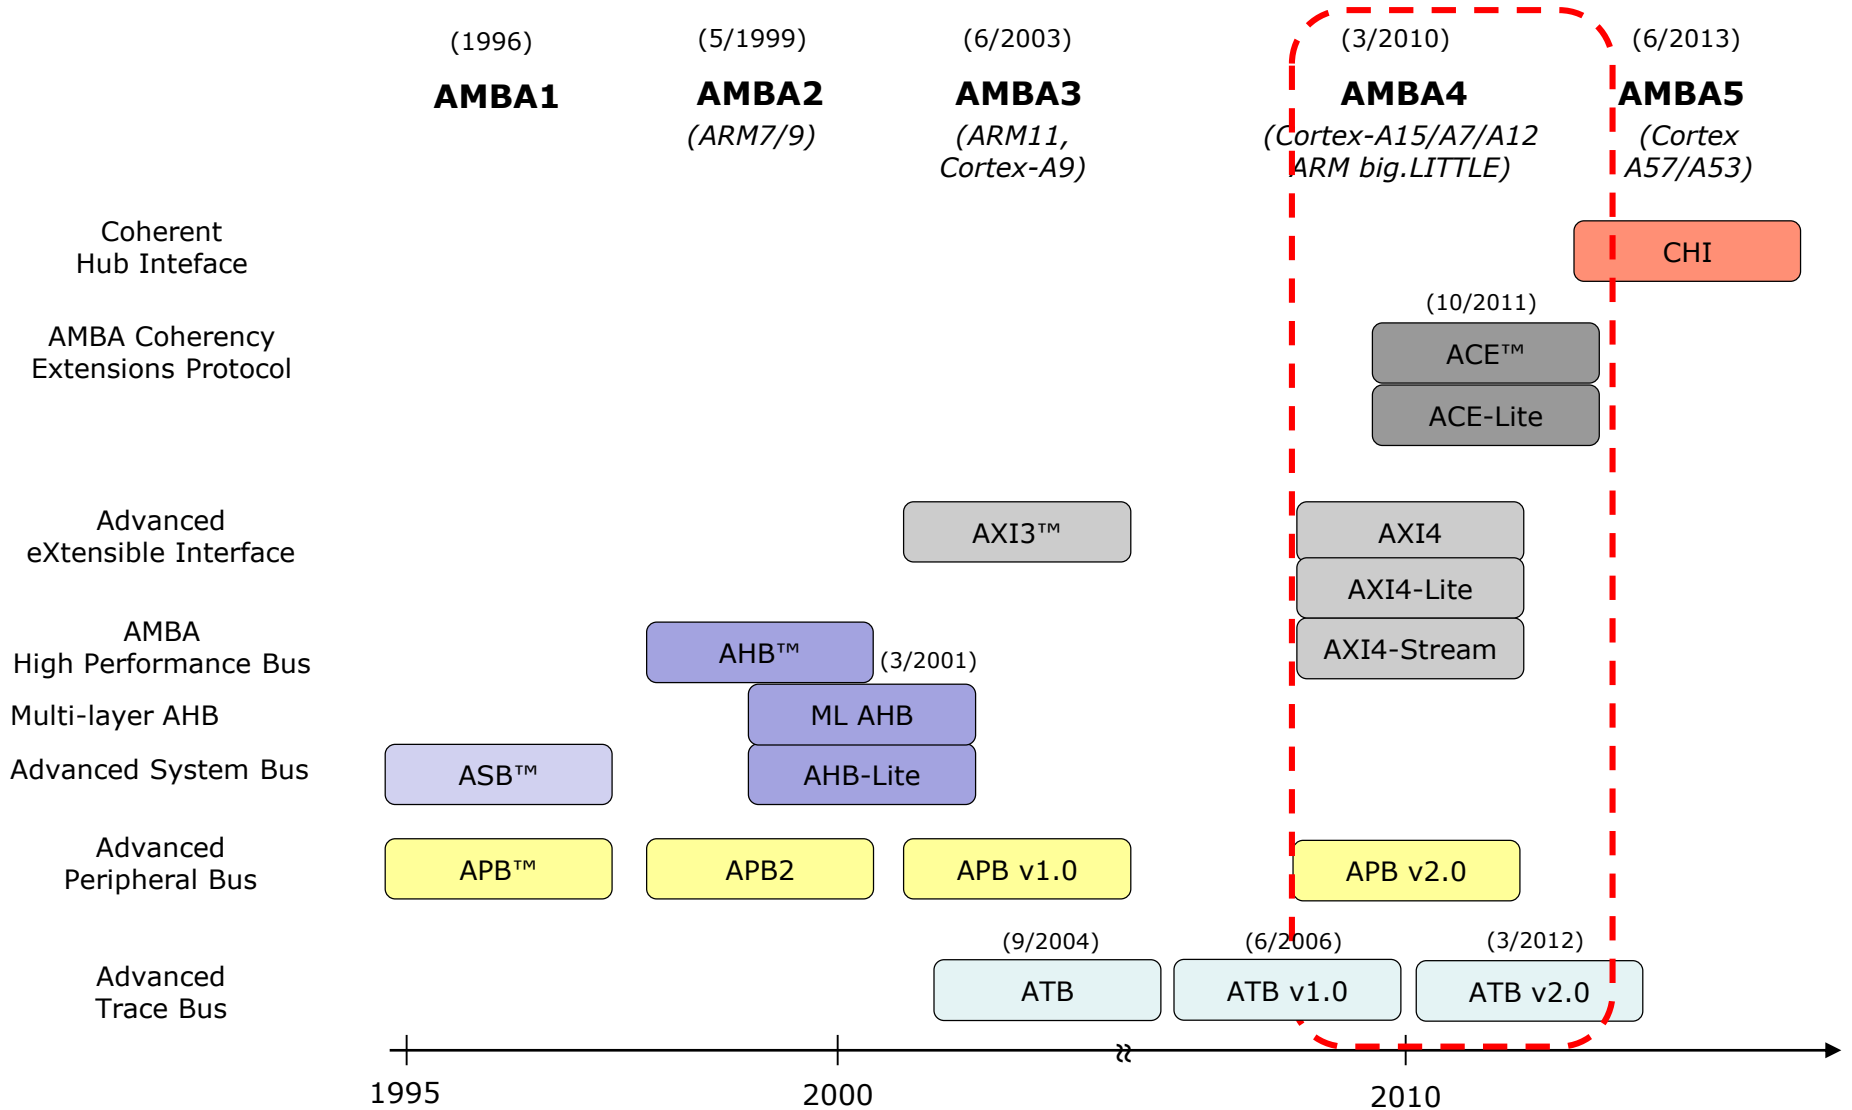 (1996)
(5/1999)
(6/2003)
(3/2010)
(6/2013)
AMBA1
AMBA2
AMBA3
AMBA4
AMBA5
(ARM7/9)
(ARM11,
Cortex-A9)
(Cortex-A15/A7/A12
ARM big.LITTLE)
(Cortex
A57/A53)
Coherent
Hub Inteface
CHI
(10/2011)
AMBA Coherency
Extensions Protocol
ACE™
ACE-Lite
Advanced
eXtensible Interface
AXI3™
AXI4
AXI4-Lite
AXI4-Stream
AMBA
High Performance Bus
AHB™
(3/2001)
Multi-layer AHB
ML AHB
Advanced System Bus
ASB™
AHB-Lite
Advanced
Peripheral Bus
APB™
APB2
APB v1.0
APB v2.0
(9/2004)
(6/2006)
(3/2012)
Advanced
Trace Bus
ATB
ATB v1.0
ATB v2.0
1995
2000
2010